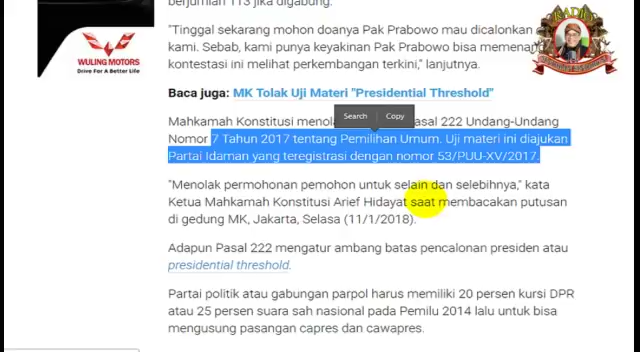 berjumlah 113 jika digabung.
"Tinggal sekarang mohon doanya Pak Prabowo mau dicalonkan
kami. Sebab, kami punya keyakinan Pak Prabowo bisa
kontestasi ini melihat perkembangan terkini," lanjutnya.
WULING MOTORS
Drive For A Better Life
Baca juga: MK Tolak Uji Materi "Presidential Threshold"
Search Copy
Mahkamah Konstitusi Pasal 222 Undang-Undang
Nomor 7 Tahun 2017 tentang Pemilihan Umum. Uji materi ini diajukan
Partai Idaman yang teregistrasi dengan nomor 53/PUU-XV/2017.
"Menolak permohonan pemohon untuk selain dan selebihnya," kata
Ketua Mahkamah Konstitusi Arief Hidayat saat membacakan putusan
di gedung MK, Jakarta, Selasa (11/1/2018).
Adapun Pasal 222 mengatur ambang batas pencalonan presiden atau
presidential threshold.
Partai politik atau gabungan parpol harus memiliki 20 persen kursi DPR
atau 25 persen suara sah nasional pada Pemilu 2014 lalu untuk bisa
mengusung pasangan capres dan cawapres.